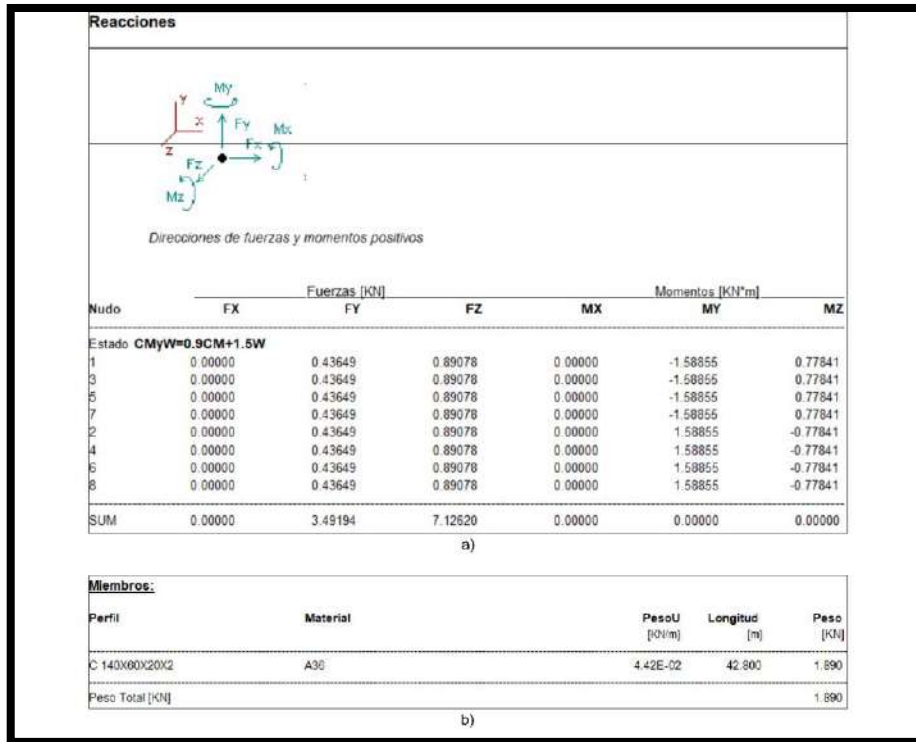 Reacciones
My
Y
X
Fy
Mx
Fx
Z
Fz
Mz
Direcciones de fuerzas y momentos positivos
Fuerzas [KN] Momentos [KN*m]
Nudo FX FY FZ MX MY MZ
Estado CMyW=0.9CM+1.5W
1 0.00000 0.43649 0.89078 0.00000 -1.58855 0.77841
3 0.00000 0.43649 0.89078 0.00000 -1.58855 0.77841
5 0.00000 0.43649 0.89078 0.00000 -1.58855 0.77841
7 0.00000 0.43649 0.89078 0.00000 -1.58855 0.77841
2 0.00000 0.43649 0.89078 0.00000 1.58855 -0.77841
4 0.00000 0.43649 0.89078 0.00000 1.58855 -0.77841
6 0.00000 0.43649 0.89078 0.00000 1.58855 -0.77841
8 0.00000 0.43649 0.89078 0.00000 1.58855 -0.77841
SUM 0.00000 3.49194 7.12620 0.00000 0.00000 0.00000
a)
Miembros:
Perfil Material PesoU Longitud Peso
[KN/m] [m] [KN]
C 140X60X20X2 A36 4.42E-02 42.800 1.890
Peso Total [KN] 1.890
b)